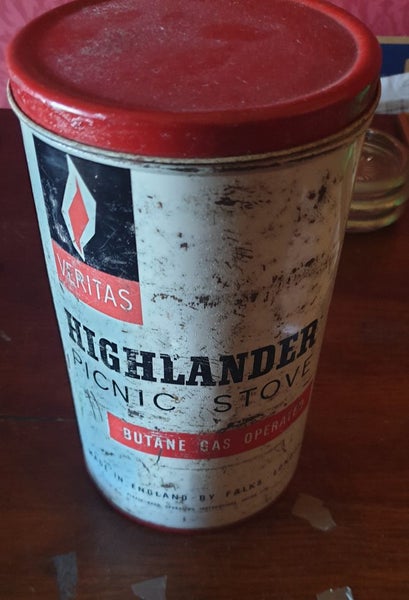 VERITAS
HIGHLANDER
PICNIC STOVE
BUTANE GAS OPERATED
MADE IN ENGLAND BY FALKS